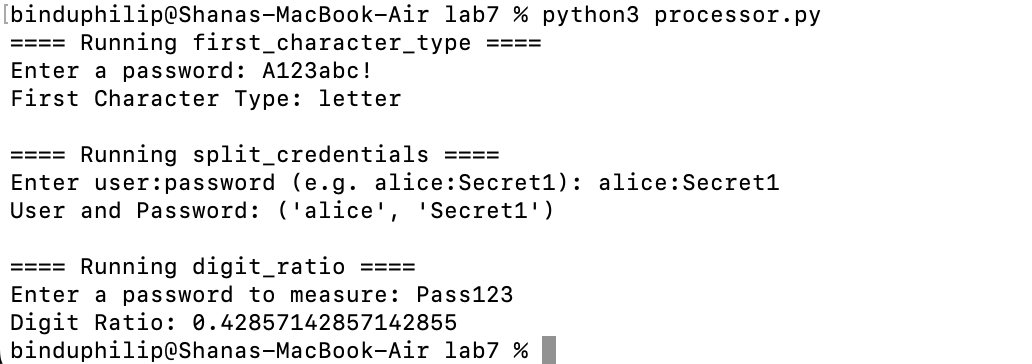 [binduphilip@Shanas-MacBook-Air lab7 % python3 processor.py
==== Running first_character_type ====
Enter a password: A123abc!
First Character Type: letter
==== Running split_credentials ====
Enter user:password (e.g. alice:Secret1): alice:Secret1
User and Password: ('alice', 'Secret1')
==== Running digit_ratio ====
Enter a password to measure: Pass123
Digit Ratio: 0.42857142857142855
binduphilip@Shanas-MacBook-Air lab7 %